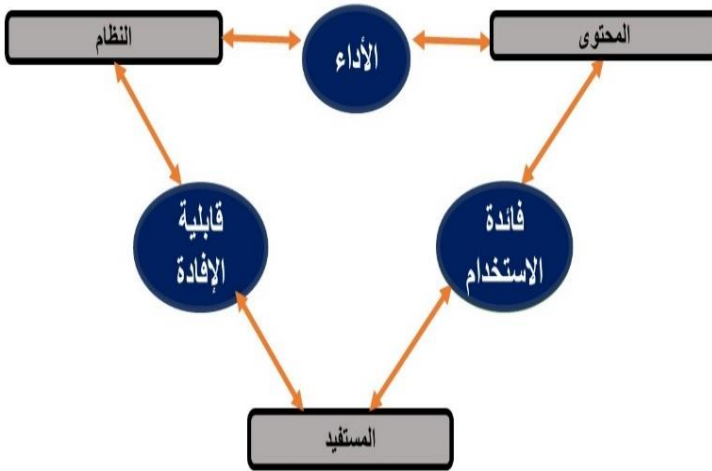 المحتوى
الأداء
النظام
فائدة
الاستخدام
قابلية
الإفادة
المستفيد